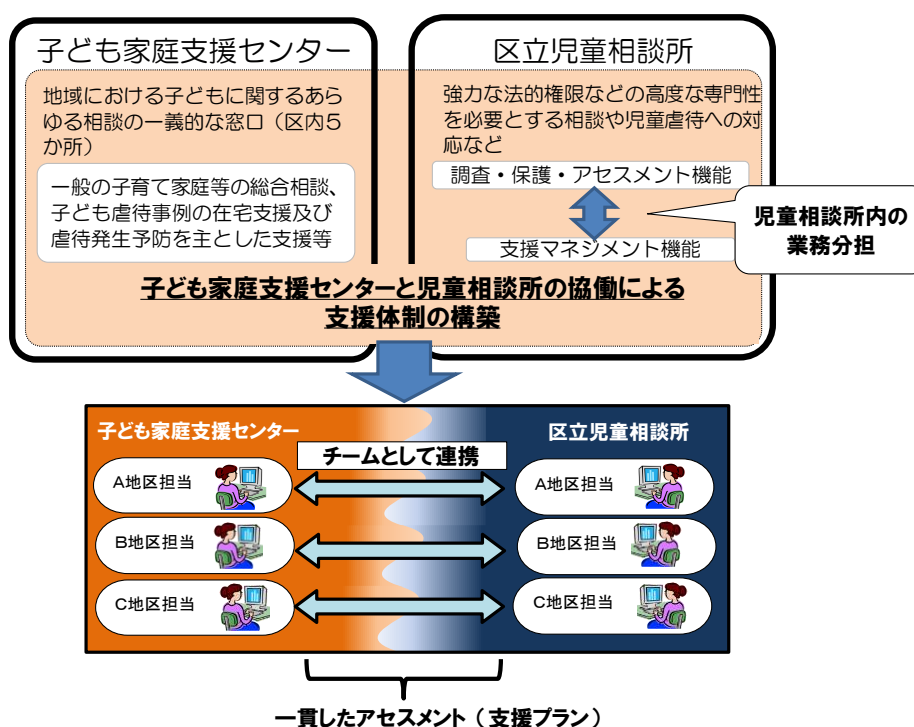 子ども家庭支援センター
地域における子どもに関するあら
ゆる相談の一義的な窓口（区内5
か所）
一般の子育て家庭等の総合相談、
子ども虐待事例の在宅支援及び
虐待発生予防を主とした支援等
区立児童相談所
強力な法的権限などの高度な専門性
を必要とする相談や児童虐待への対
応など
調査・保護・アセスメント機能
支援マネジメント機能
児童相談所内の
業務分担
子ども家庭支援センターと児童相談所の協働による
支援体制の構築
子ども家庭支援センター
区立児童相談所
チームとして連携
A地区担当
A地区担当
B地区担当
B地区担当
C地区担当
C地区担当
一貫したアセスメント（支援プラン）